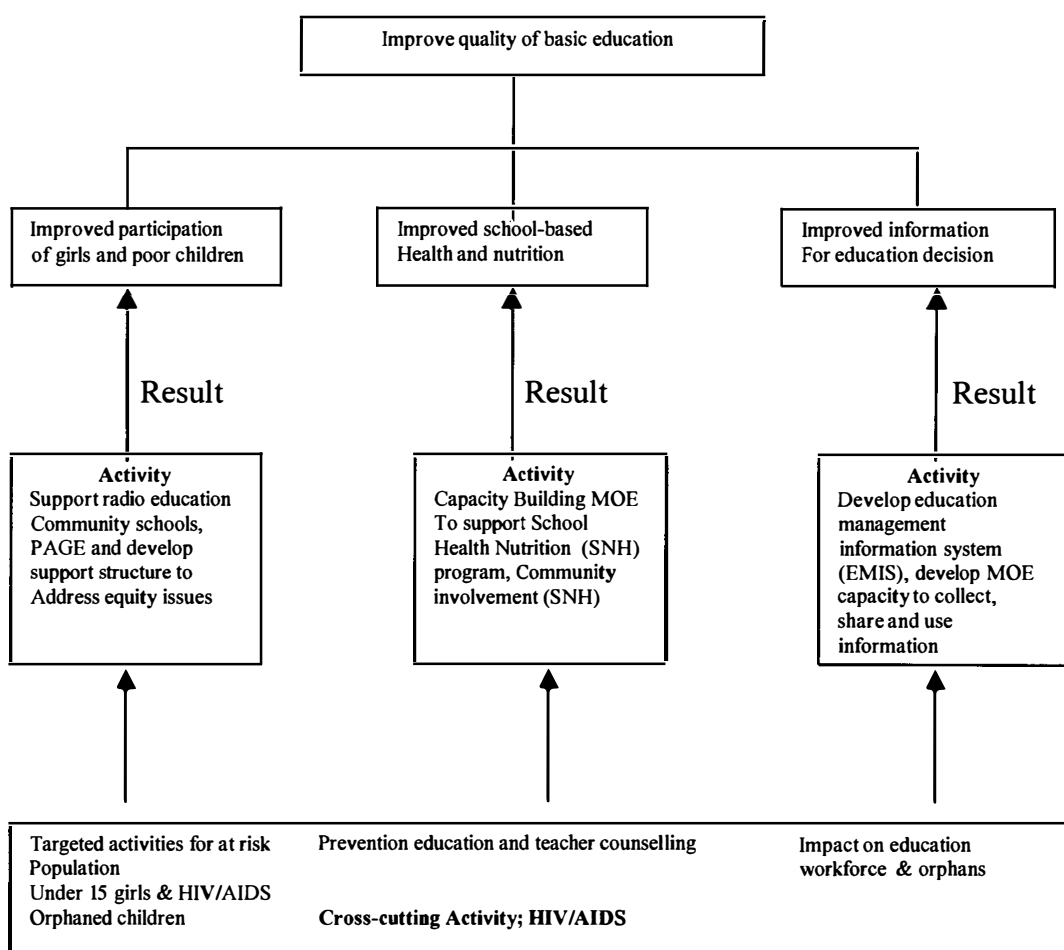 Improve quality of basic education
Improved participation
of girls and poor children
Improved school-based
Health and nutrition
Improved information
For education decision
Result
Result
Result
Activity
Support radio education
Community schools,
PAGE and develop
support structure to
Address equity issues
Activity
Capacity Building MOE
To support School
Health Nutrition (SNH)
program, Community
involvement (SNH)
Activity
Develop education
management
information system
(EMIS), develop MOE
capacity to collect,
share and use
information
Targeted activities for at risk
Population
Under 15 girls & HIV/AIDS
Orphaned children
Prevention education and teacher counselling
Cross-cutting Activity; HIV/AIDS
Impact on education
workforce & orphans